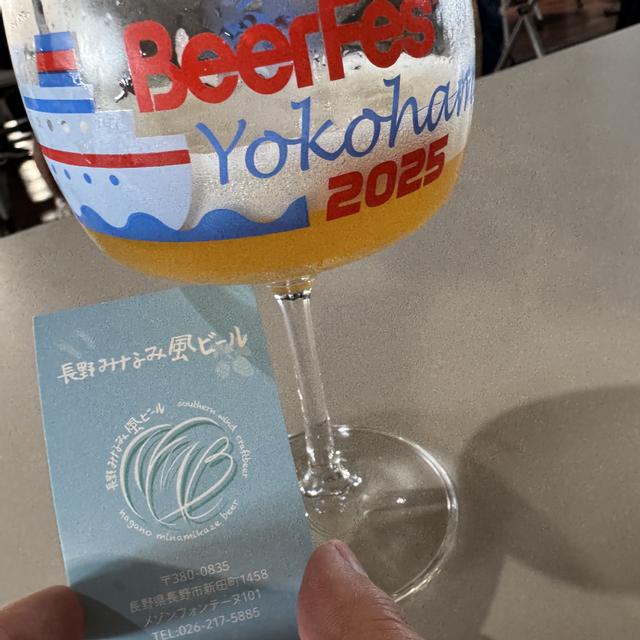 BeerFes
Yokoham
2025
長野みなみ風ビール
長野みなみ風ビール
southern wind craftbeer
nagano minamikaze beer
〒380-0835
長野県長野市新田町1458
メゾンフォンテーヌ101
TEL:026-217-5885